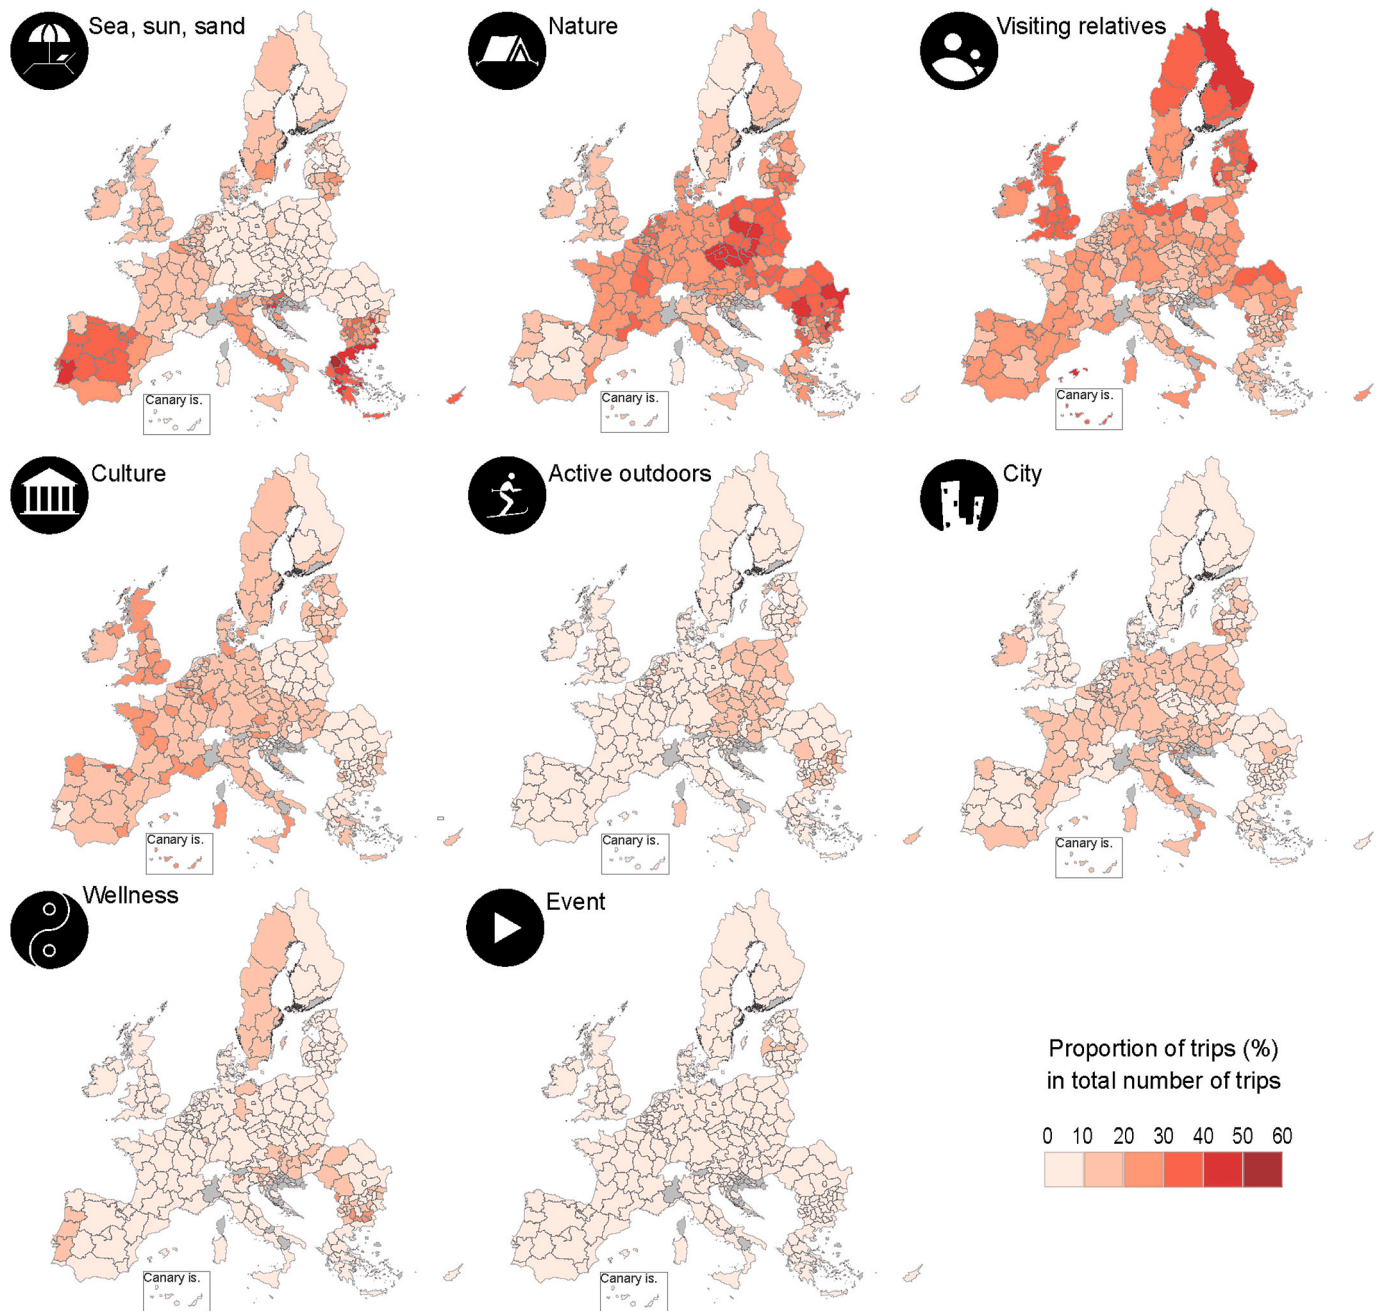 Sea, sun, sand
Nature
Visiting relatives
Canary is.
Canary is.
Canary is.
Culture
Active outdoors
City
Canary is.
Canary is.
Canary is.
Wellness
Event
Proportion of trips (%)
in total number of trips
0 10 20 30 40 50 60
Canary is.
Canary is.